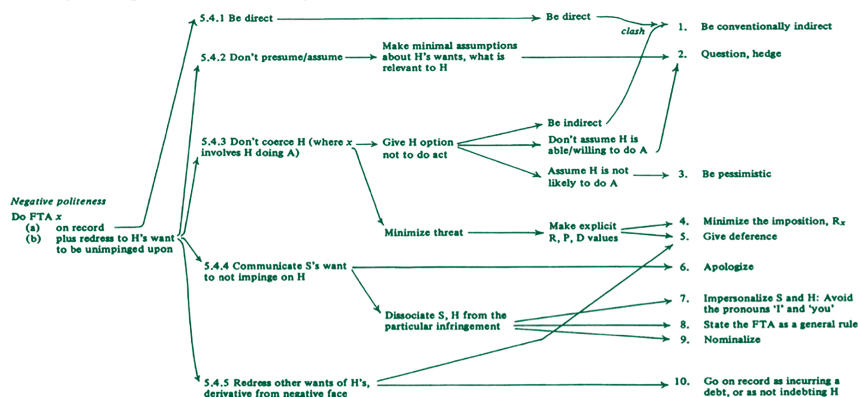 5.4.1 Be direct
Be direct
clash
1. Be conventionally indirect
5.4.2 Don't presume/assume
Make minimal assumptions
about H's wants, what is
relevant to H
2. Question, hedge
5.4.3 Don't coerce H (where x
involves H doing A)
Give H option
not to do act
Be indirect
Don't assume H is
able/willing to do A
Assume H is not
likely to do A
3. Be pessimistic
Negative politeness
Do FTA x
(a) on record
(b) plus redress to H's want
to be unimpinged upon
Minimize threat
Make explicit
R, P, D values
4. Minimize the imposition, Rx
5. Give deference
5.4.4 Communicate S's want
to not impinge on H
6. Apologize
Dissociate S, H from the
particular infringement
7. Impersonalize S and H: Avoid
the pronouns 'I' and 'you'
8. State the FTA as a general rule
9. Nominalize
5.4.5 Redress other wants of H's,
derivative from negative face
10. Go on record as incurring a
debt, or as not indebting H